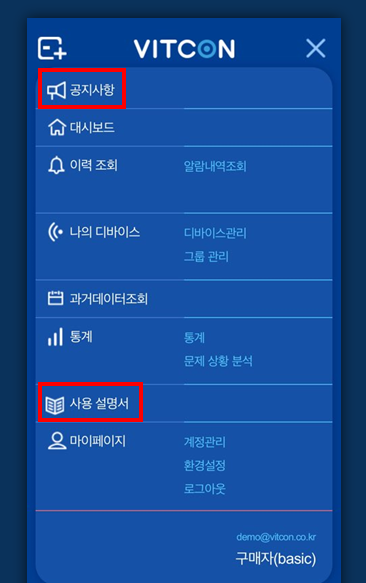 VITCON
공지사항
대시보드
이력 조회 알람내역조회
나의 디바이스 디바이스관리
그룹 관리
과거데이터조회
통계 통계
문제 상황 분석
사용 설명서
마이페이지 계정관리
환경설정
로그아웃
demo@vitcon.co.kr
구매자(basic)